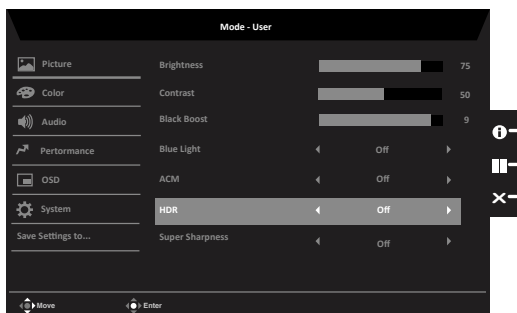 Mode - User
Picture
Color
Audio
Pertormance
OSD
System
Save Settings to...
Brightness 75
Contrast 50
Black Boost 9
Blue Light Off
ACM Off
HDR Off
Super Sharpness Off
Move Enter